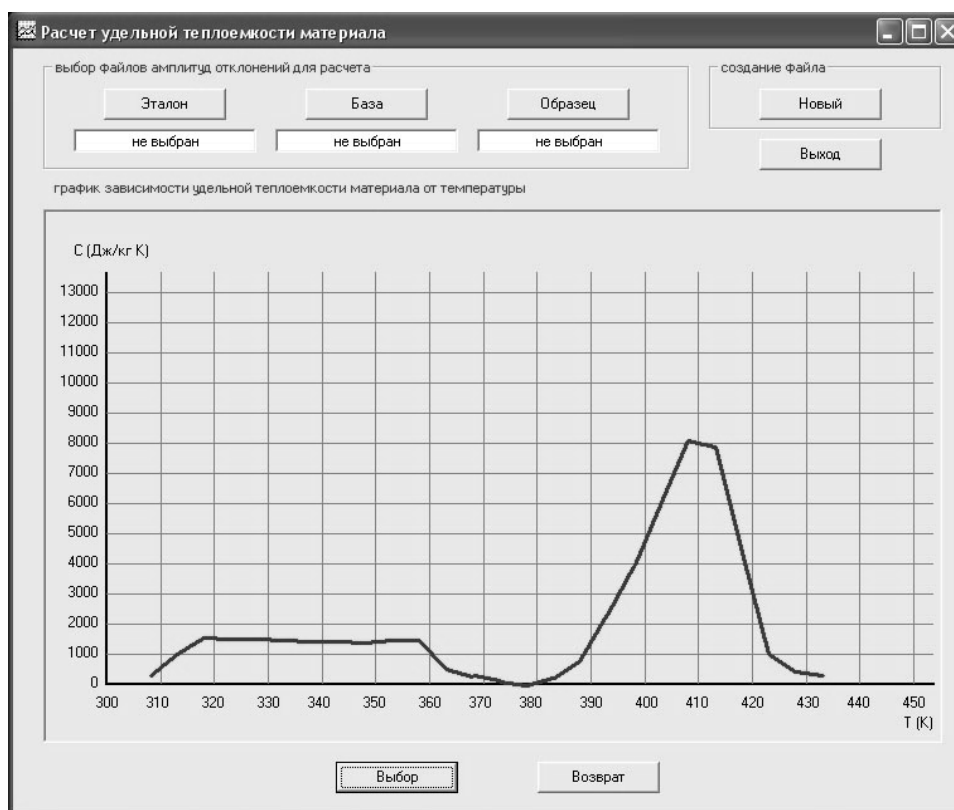 Расчет удельной теплоемкости материала
выбор файлов амплитуд отклонений для расчета
создание файла
Эталон База Образец Новый
не выбран не выбран не выбран
Выход
график зависимости удельной теплоемкости материала от температуры
С (Дж/кг К)
13000
12000
11000
10000
9000
8000
7000
6000
5000
4000
3000
2000
1000
0
300 310 320 330 340 350 360 370 380 390 400 410 420 430 440 450
Т (К)
Выбор Возврат